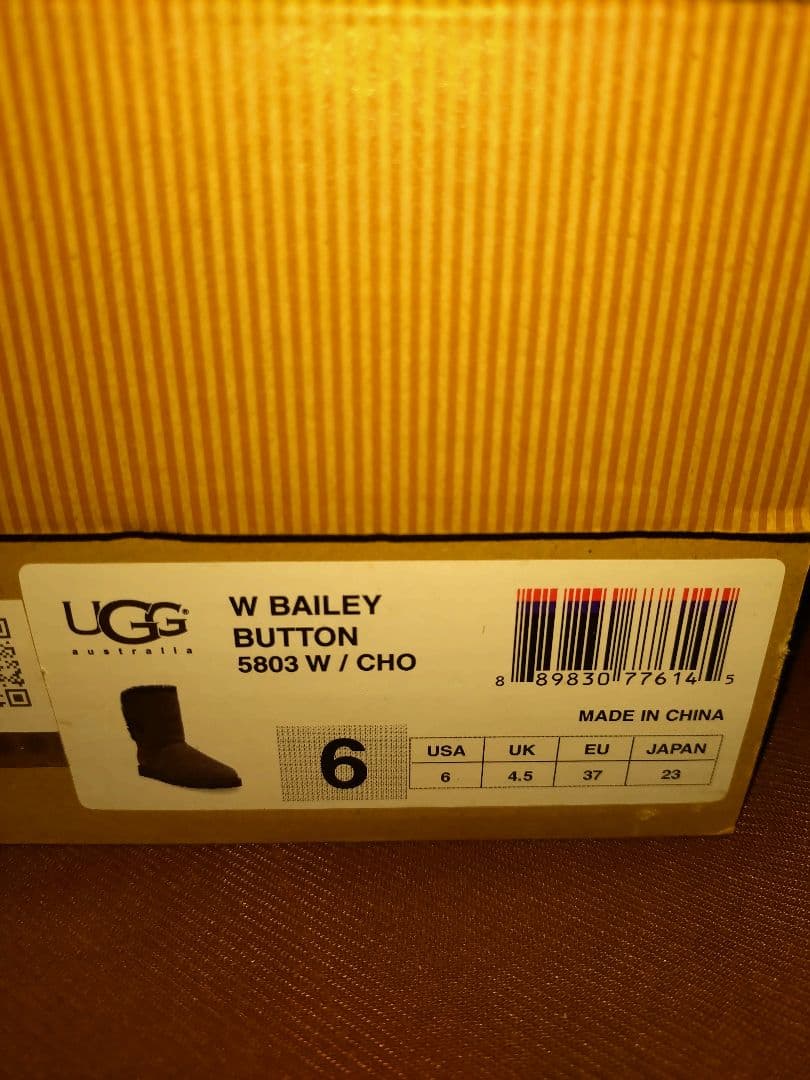 UGG®
australia
W BAILEY
BUTTON
5803 W / CHO
8 89830 77614 5
MADE IN CHINA
6
USA UK EU JAPAN
6 4.5 37 23